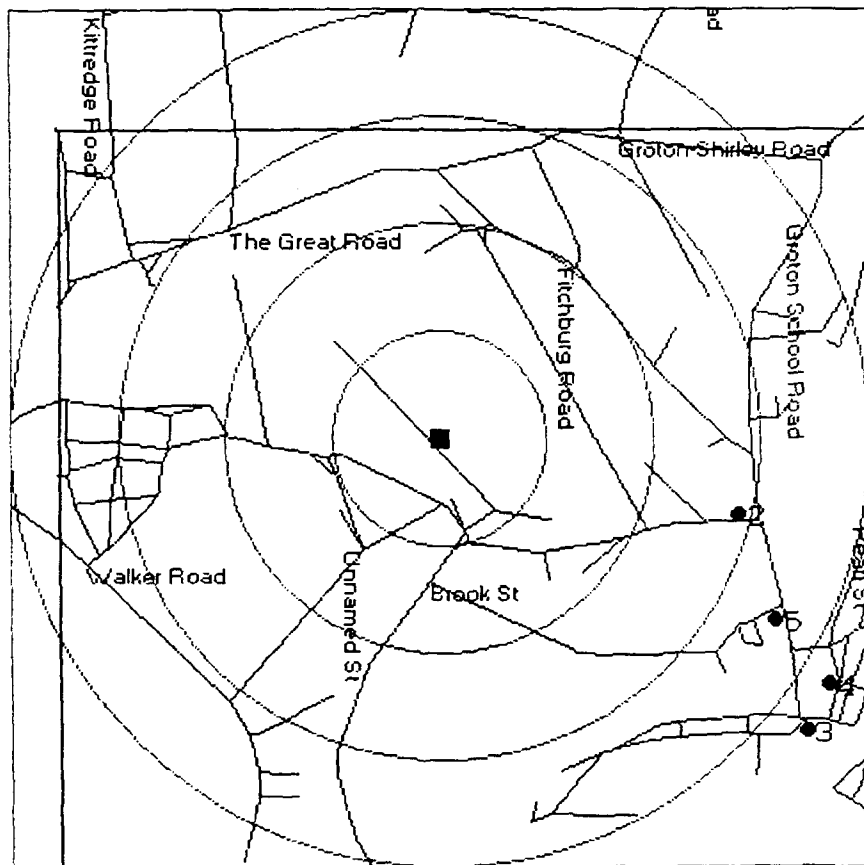 Kittredge Road
ad
Groton-Shirley Road
The Great Road
Groton School Road
Fitchburg Road
2
Walker Road
Unnamed St
Brook St
5
4
3